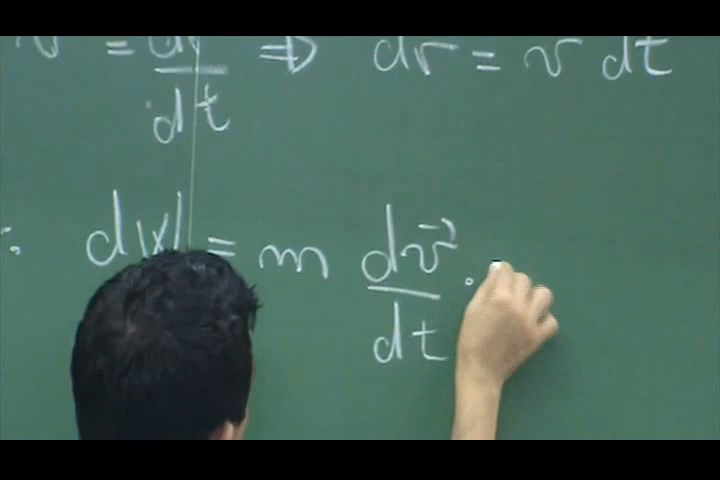 v = dr/dt ⇒ dr = v dt
: dW = m dv⃗/dt ·